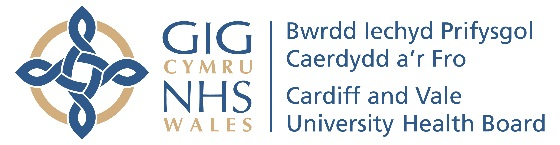 GIG
CYMRU
NHS
WALES
Bwrdd Iechyd Prifysgol
Caerdydd a'r Fro
Cardiff and Vale
University Health Board